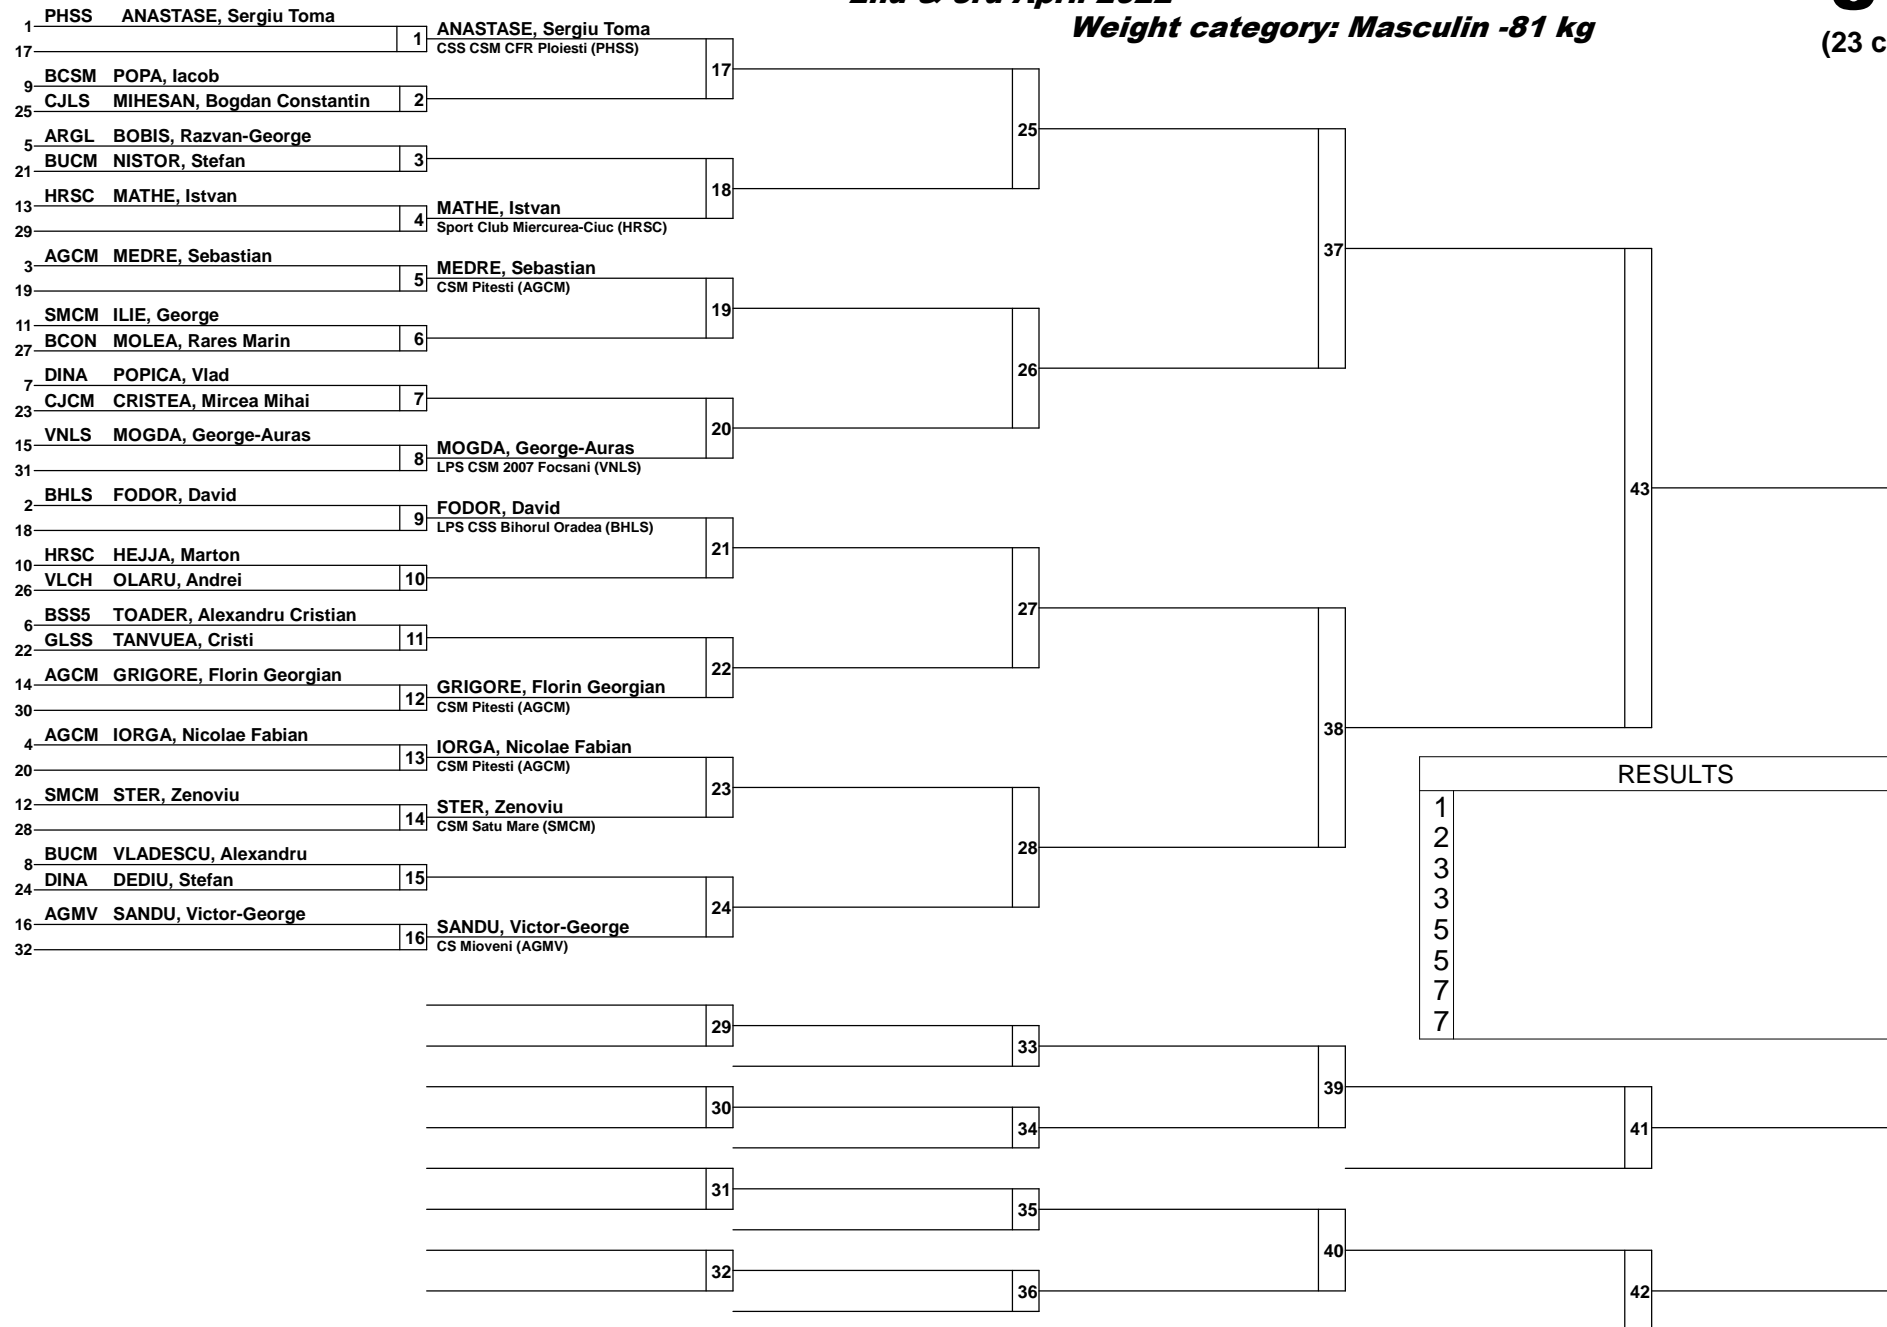 2nd & 3rd April 2022
Weight category: Masculin -81 kg
(23 c
1 PHSS ANASTASE, Sergiu Toma
17
1 ANASTASE, Sergiu Toma
CSS CSM CFR Ploiesti (PHSS)
9 BCSM POPA, Iacob
25 CJLS MIHESAN, Bogdan Constantin
2
17
5 ARGL BOBIS, Razvan-George
21 BUCM NISTOR, Stefan
3
13 HRSC MATHE, Istvan
29
4 MATHE, Istvan
Sport Club Miercurea-Ciuc (HRSC)
18
25
3 AGCM MEDRE, Sebastian
19
5 MEDRE, Sebastian
CSM Pitesti (AGCM)
11 SMCM ILIE, George
27 BCON MOLEA, Rares Marin
6
19
7 DINA POPICA, Vlad
23 CJCM CRISTEA, Mircea Mihai
7
15 VNLS MOGDA, George-Auras
31
8 MOGDA, George-Auras
LPS CSM 2007 Focsani (VNLS)
20
26
37
2 BHLS FODOR, David
18
9 FODOR, David
LPS CSS Bihorul Oradea (BHLS)
10 HRSC HEJJA, Marton
26 VLCH OLARU, Andrei
10
21
6 BSS5 TOADER, Alexandru Cristian
22 GLSS TANVUEA, Cristi
11
14 AGCM GRIGORE, Florin Georgian
30
12 GRIGORE, Florin Georgian
CSM Pitesti (AGCM)
22
27
4 AGCM IORGA, Nicolae Fabian
20
13 IORGA, Nicolae Fabian
CSM Pitesti (AGCM)
12 SMCM STER, Zenoviu
28
14 STER, Zenoviu
CSM Satu Mare (SMCM)
23
8 BUCM VLADESCU, Alexandru
24 DINA DEDIU, Stefan
15
16 AGMV SANDU, Victor-George
32
16 SANDU, Victor-George
CS Mioveni (AGMV)
24
28
38
43
RESULTS
1
2
3
3
5
5
7
7
29
33
30
34
39
41
31
35
32
36
40
42